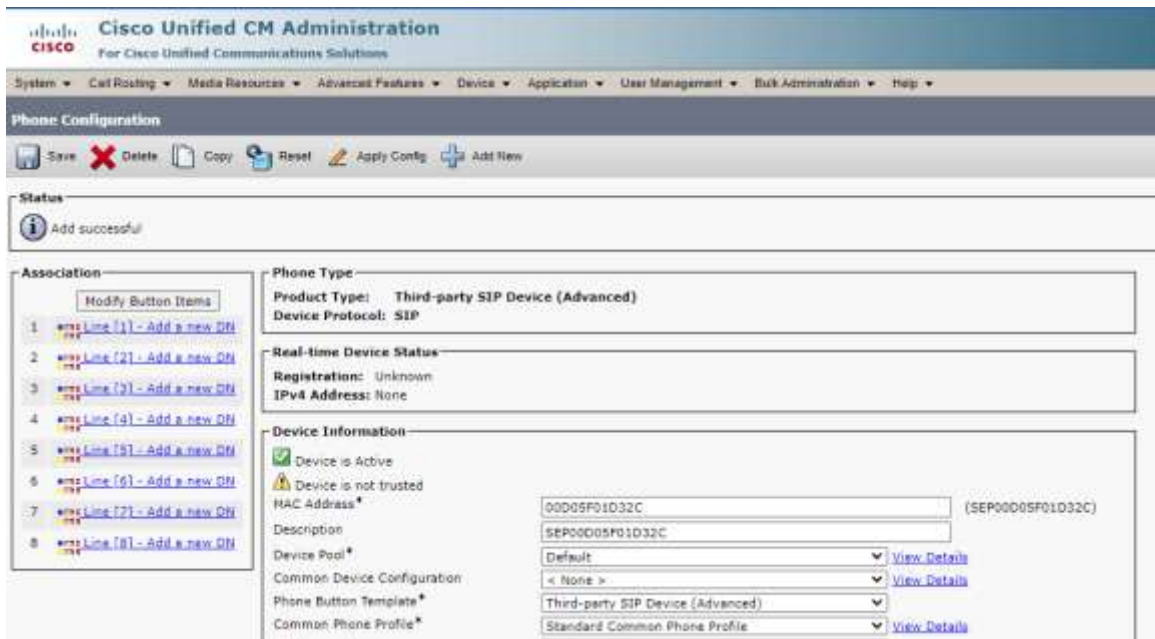 CISCO
Cisco Unified CM Administration
For Cisco Unified Communications Solutions
System Call Routing Media Resources Advanced Features Device Application User Management Bulk Administration Help
Phone Configuration
Save Delete Copy Reset Apply Config Add New
Status
Add successful
Association
Modify Button Items
1 Line [1] - Add a new DN
2 Line [2] - Add a new DN
3 Line [3] - Add a new DN
4 Line [4] - Add a new DN
5 Line [5] - Add a new DN
6 Line [6] - Add a new DN
7 Line [7] - Add a new DN
8 Line [8] - Add a new DN
Phone Type
Product Type: Third-party SIP Device (Advanced)
Device Protocol: SIP
Real-time Device Status
Registration: Unknown
IPv4 Address: None
Device Information
Device is Active
Device is not trusted
MAC Address* 00D05F01D32C (SEP00D05F01D32C)
Description SEP00D05F01D32C
Device Pool* Default View Details
Common Device Configuration < None > View Details
Phone Button Template* Third-party SIP Device (Advanced)
Common Phone Profile* Standard Common Phone Profile View Details